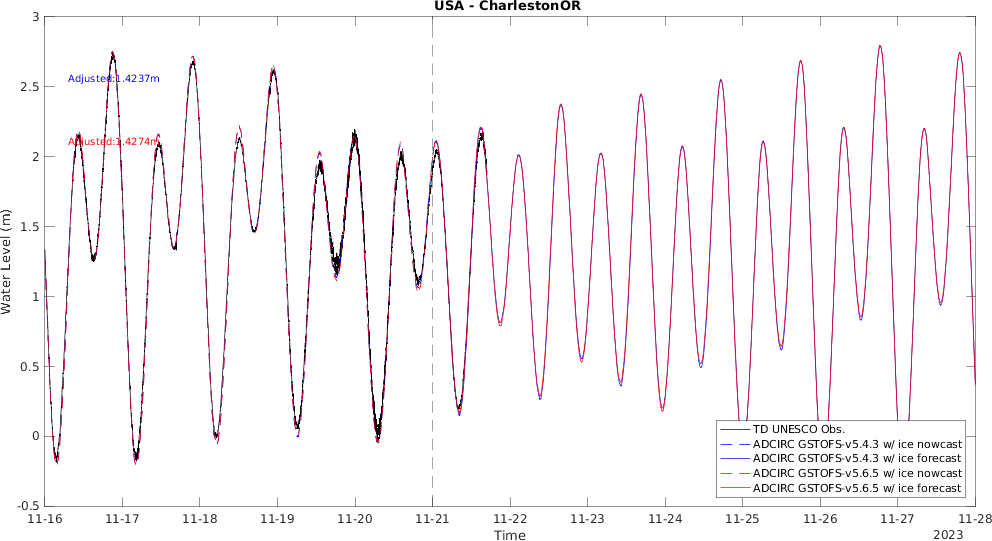 USA - CharlestonOR
3
2.5
2
1.5
1
0.5
0
-0.5
Water Level (m)
Adjusted:1.4237m
Adjusted:1.4274m
TD UNESCO Obs.
ADCIRC GSTOFS-v5.4.3 w/ ice nowcast
ADCIRC GSTOFS-v5.4.3 w/ ice forecast
ADCIRC GSTOFS-v5.6.5 w/ ice nowcast
ADCIRC GSTOFS-v5.6.5 w/ ice forecast
11-16 11-17 11-18 11-19 11-20 11-21 11-22 11-23 11-24 11-25 11-26 11-27 11-28
Time
2023